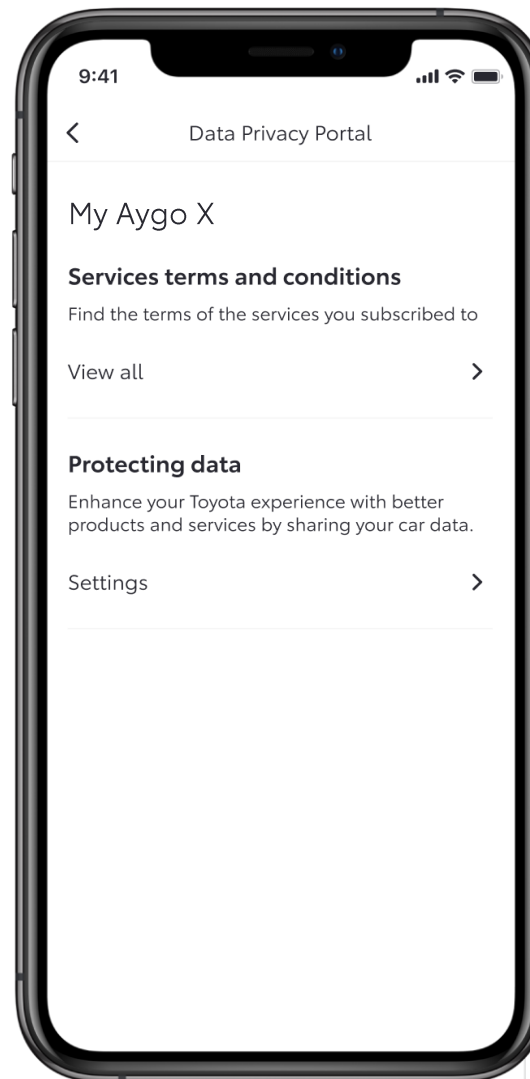 9:41
Data Privacy Portal
My Aygo X
Services terms and conditions
Find the terms of the services you subscribed to
View all
Protecting data
Enhance your Toyota experience with better
products and services by sharing your car data.
Settings